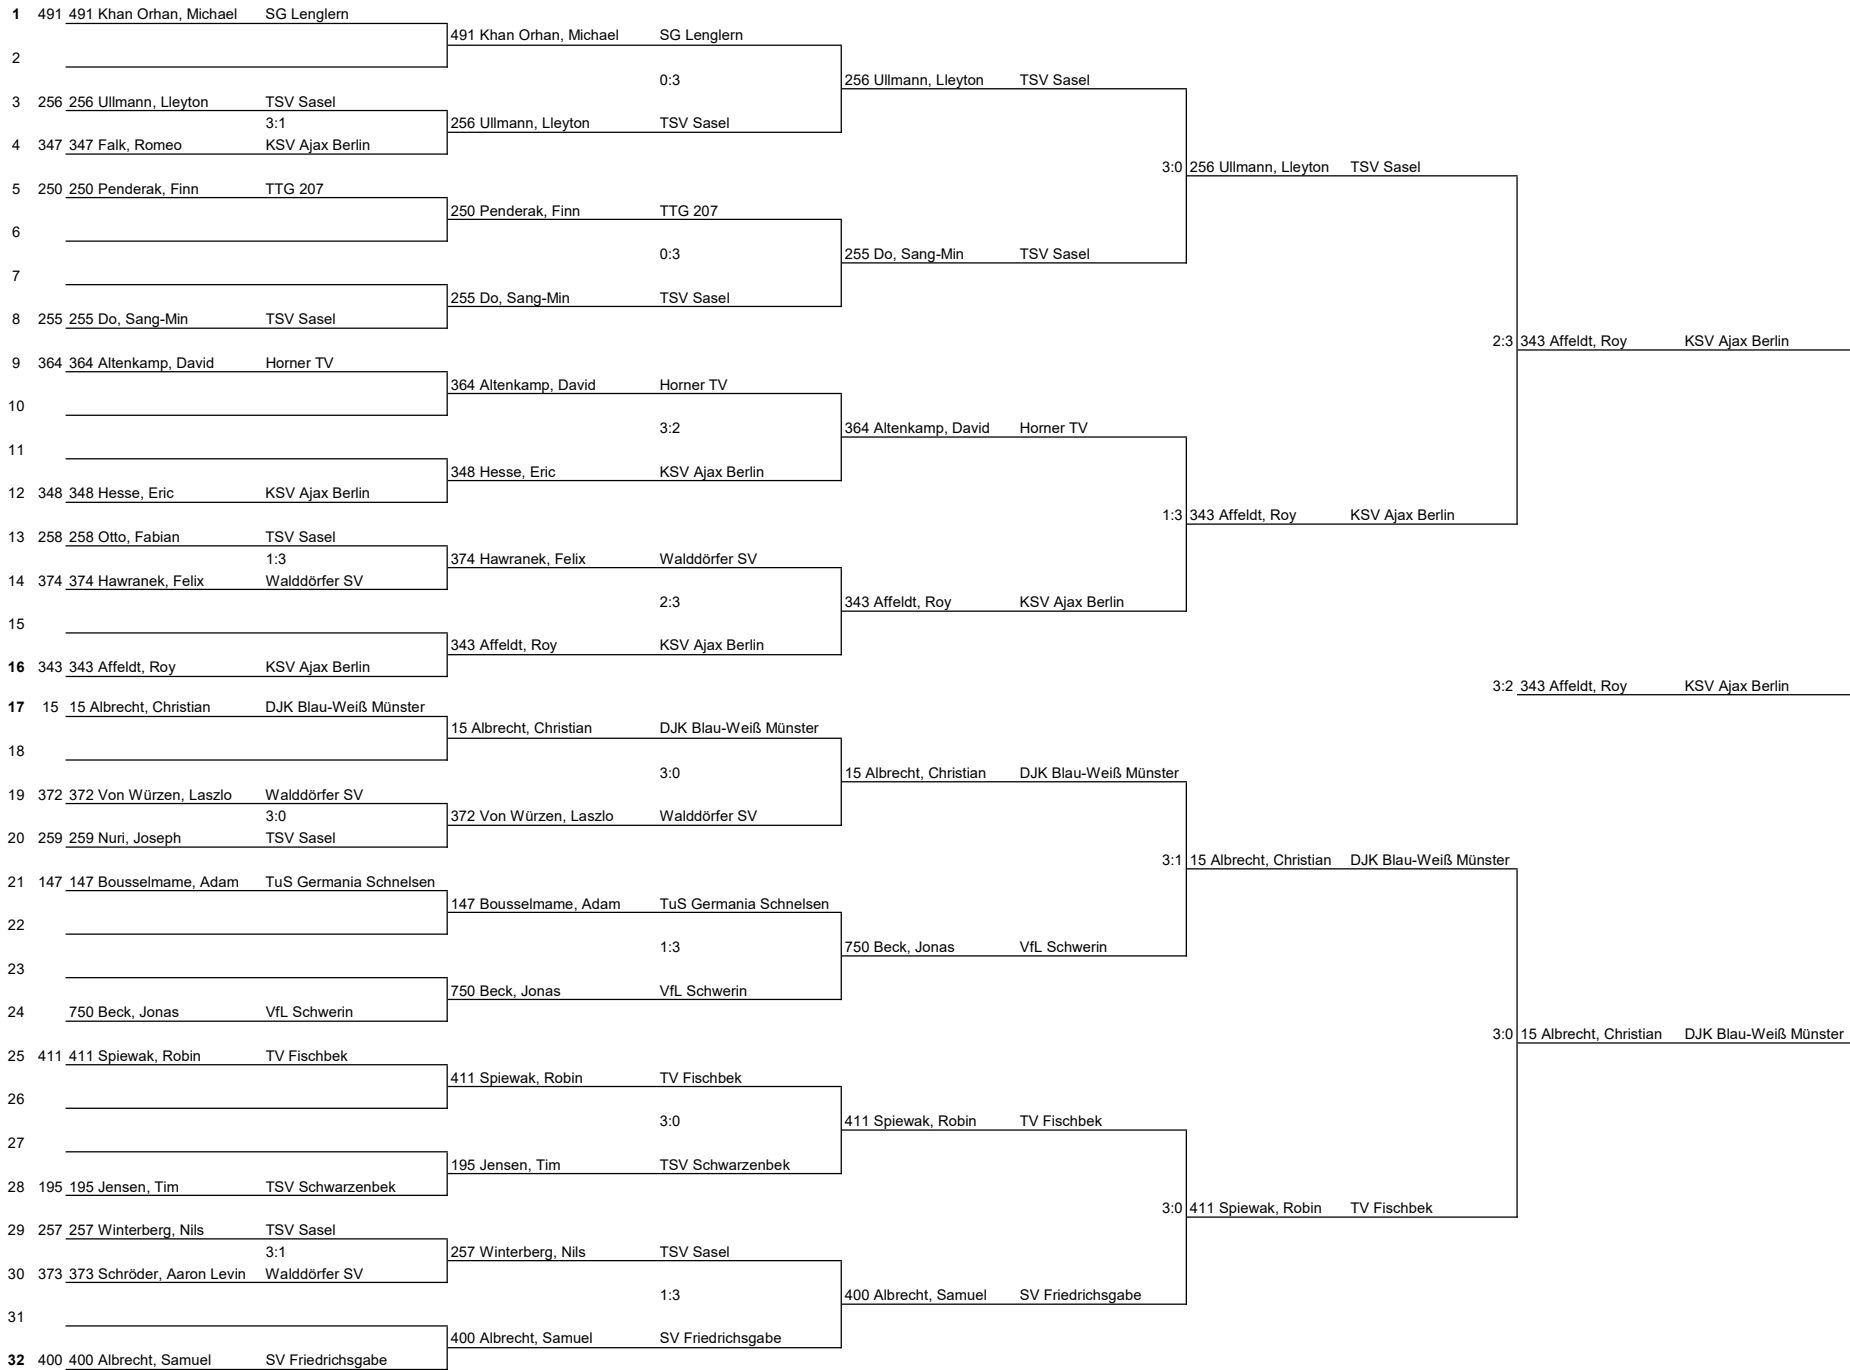 1 491 491 Khan Orhan, Michael SG Lenglern
491 Khan Orhan, Michael SG Lenglern
2
0:3 256 Ullmann, Lleyton TSV Sasel
3 256 256 Ullmann, Lleyton TSV Sasel
3:1 256 Ullmann, Lleyton TSV Sasel
4 347 347 Falk, Romeo KSV Ajax Berlin
3:0 256 Ullmann, Lleyton TSV Sasel
5 250 250 Penderak, Finn TTG 207
250 Penderak, Finn TTG 207
6
0:3 255 Do, Sang-Min TSV Sasel
7
255 Do, Sang-Min TSV Sasel
8 255 255 Do, Sang-Min TSV Sasel
2:3 343 Affeldt, Roy KSV Ajax Berlin
9 364 364 Altenkamp, David Horner TV
364 Altenkamp, David Horner TV
10
3:2 364 Altenkamp, David Horner TV
11
348 Hesse, Eric KSV Ajax Berlin
12 348 348 Hesse, Eric KSV Ajax Berlin
1:3 343 Affeldt, Roy KSV Ajax Berlin
13 258 258 Otto, Fabian TSV Sasel
1:3 374 Hawranek, Felix Walddörfer SV
14 374 374 Hawranek, Felix Walddörfer SV
2:3 343 Affeldt, Roy KSV Ajax Berlin
15
343 Affeldt, Roy KSV Ajax Berlin
16 343 343 Affeldt, Roy KSV Ajax Berlin
3:2 343 Affeldt, Roy KSV Ajax Berlin
17 15 15 Albrecht, Christian DJK Blau-Weiß Münster
15 Albrecht, Christian DJK Blau-Weiß Münster
18
3:0 15 Albrecht, Christian DJK Blau-Weiß Münster
19 372 372 Von Würzen, Laszlo Walddörfer SV
3:0 372 Von Würzen, Laszlo Walddörfer SV
20 259 259 Nuri, Joseph TSV Sasel
3:1 15 Albrecht, Christian DJK Blau-Weiß Münster
21 147 147 Bousselmame, Adam TuS Germania Schnelsen
147 Bousselmame, Adam TuS Germania Schnelsen
22
1:3 750 Beck, Jonas VfL Schwerin
23
750 Beck, Jonas VfL Schwerin
24 750 Beck, Jonas VfL Schwerin
3:0 15 Albrecht, Christian DJK Blau-Weiß Münster
25 411 411 Spiewak, Robin TV Fischbek
411 Spiewak, Robin TV Fischbek
26
3:0 411 Spiewak, Robin TV Fischbek
27
195 Jensen, Tim TSV Schwarzenbek
28 195 195 Jensen, Tim TSV Schwarzenbek
3:0 411 Spiewak, Robin TV Fischbek
29 257 257 Winterberg, Nils TSV Sasel
3:1 257 Winterberg, Nils TSV Sasel
30 373 373 Schröder, Aaron Levin Walddörfer SV
1:3 400 Albrecht, Samuel SV Friedrichsgabe
31
400 Albrecht, Samuel SV Friedrichsgabe
32 400 400 Albrecht, Samuel SV Friedrichsgabe